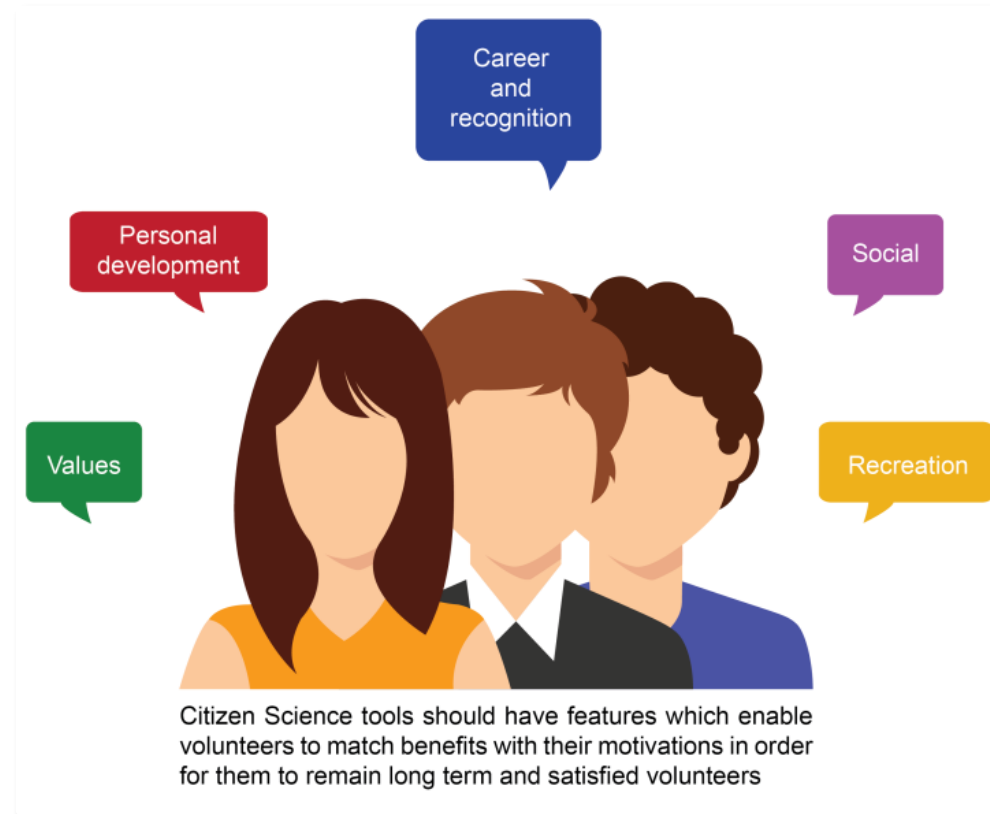 Career
and
recognition
Personal
development
Social
Values
Recreation
Citizen Science tools should have features which enable
volunteers to match benefits with their motivations in order
for them to remain long term and satisfied volunteers